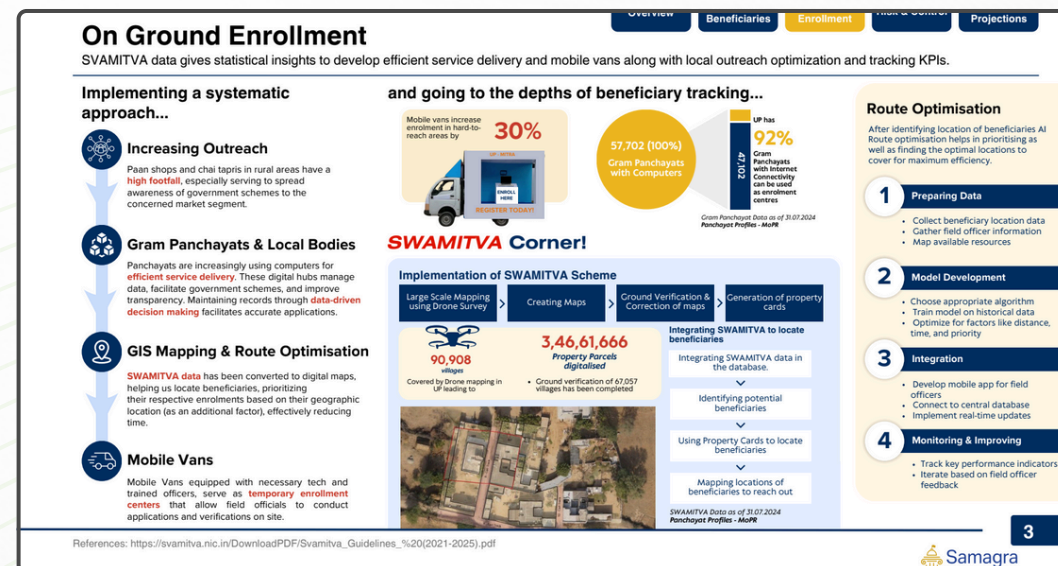 Overview
Beneficiaries
Enrollment
Risk & Control
Projections
On Ground Enrollment
SVAMITVA data gives statistical insights to develop efficient service delivery and mobile vans along with local outreach optimization and tracking KPIs.
Implementing a systematic
approach...
Increasing Outreach
Paan shops and chai tapris in rural areas have a
high footfall, especially serving to spread
awareness of government schemes to the
concerned market segment.
Gram Panchayats & Local Bodies
Panchayats are increasingly using computers for
efficient service delivery. These digital hubs manage
data, facilitate government schemes, and improve
transparency. Maintaining records through data-driven
decision making facilitates accurate applications.
GIS Mapping & Route Optimisation
SWAMITVA data has been converted to digital maps,
helping us locate beneficiaries, prioritizing
their respective enrolments based on their geographic
location (as an additional factor), effectively reducing
time.
Mobile Vans
Mobile Vans equipped with necessary tech and
trained officers, serve as temporary enrollment
centers that allow field officials to conduct
applications and verifications on site.
and going to the depths of beneficiary tracking...
Mobile vans increase
enrolment in hard-to-
reach areas by
30%
ENROLL
HERE
REGISTER TODAY!
57,702 (100%)
Gram Panchayats
with Computers
47,102
UP has
92%
Gram
Panchayats
with Internet
Connectivity
can be used
as enrolment
centres
Gram Panchayat Data as of 31.07.2024
Panchayat Profiles - MoPR
SWAMITVA Corner!
Implementation of SWAMITVA Scheme
Large Scale Mapping
using Drone Survey
Creating Maps
Ground Verification &
Correction of maps
Generation of property
cards
90,908
villages
Covered by Drone mapping in
UP leading to
3,46,61,666
Property Parcels
digitalised
• Ground verification of 67,057
villages has been completed
Integrating SWAMITVA to locate
beneficiaries
Integrating SWAMITVA data in
the database.
Identifying potential
beneficiaries
Using Property Cards to locate
beneficiaries
Mapping locations of
beneficiaries to reach out
SWAMITVA Data as of 31.07.2024
Panchayat Profiles - MoPR
Route Optimisation
After identifying location of beneficiaries AI
Route optimisation helps in prioritising as
well as finding the optimal locations to
cover for maximum efficiency.
1
Preparing Data
• Collect beneficiary location data
• Gather field officer information
• Map available resources
2
Model Development
• Choose appropriate algorithm
• Train model on historical data
• Optimize for factors like distance,
time, and priority
3
Integration
• Develop mobile app for field
officers
• Connect to central database
• Implement real-time updates
4
Monitoring & Improving
• Track key performance indicators
• Iterate based on field officer
feedback
References: https://svamitva.nic.in/DownloadPDF/Svamitva_Guidelines_%20(2021-2025).pdf
3
Samagra